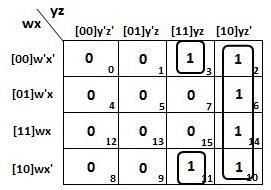 yz
wx
[00]y'z' [01]y'z [11]yz [10]yz'
[00]w'x' 0 0 0 1 1 3 1 2
[01]w'x 0 4 0 5 0 7 1 6
[11]wx 0 12 0 13 0 15 1 14
[10]wx' 0 8 0 9 1 11 1 10